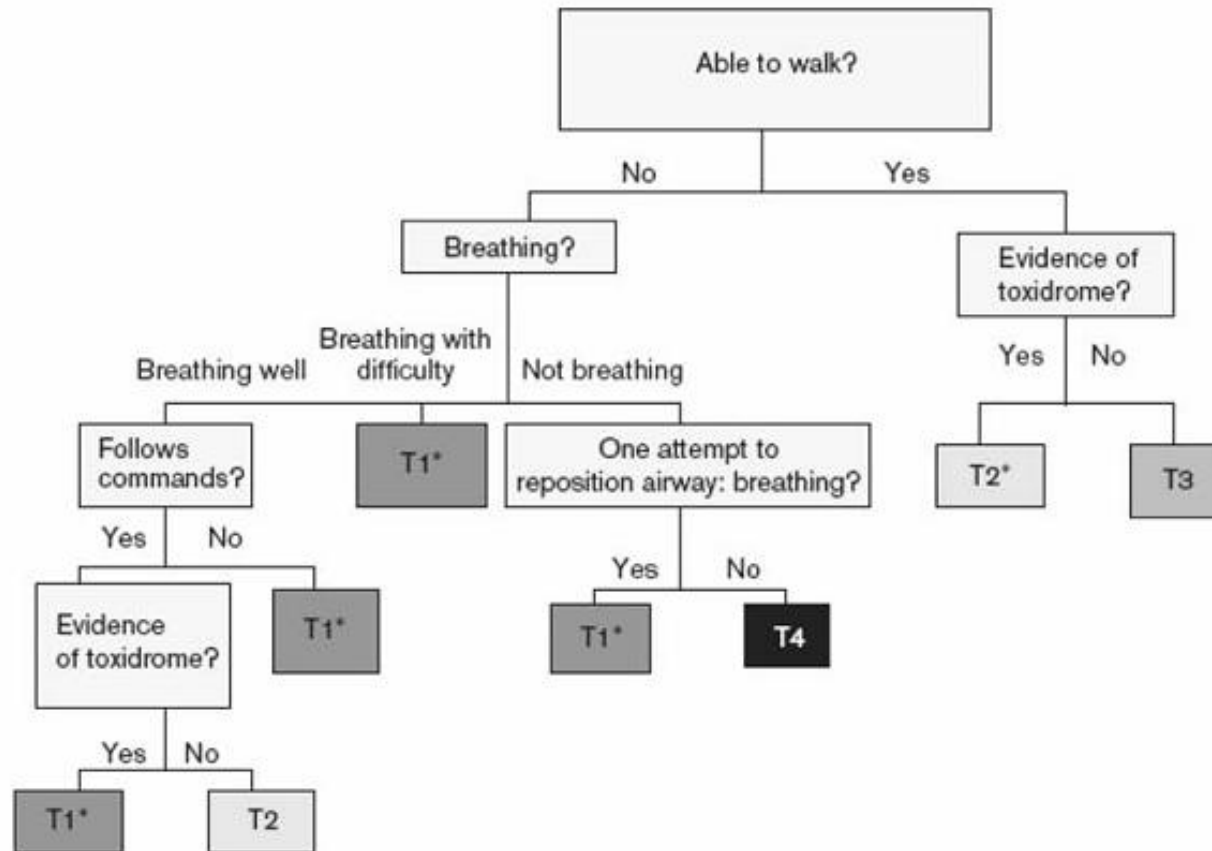 Able to walk?
No
Yes
Breathing?
Evidence of
toxidrome?
Breathing well
Breathing with
difficulty
Not breathing
Yes
No
Follows
commands?
T1*
One attempt to
reposition airway: breathing?
T2*
T3
Yes
No
Yes
No
Evidence
of toxidrome?
T1*
T1*
T4
Yes
No
T1*
T2